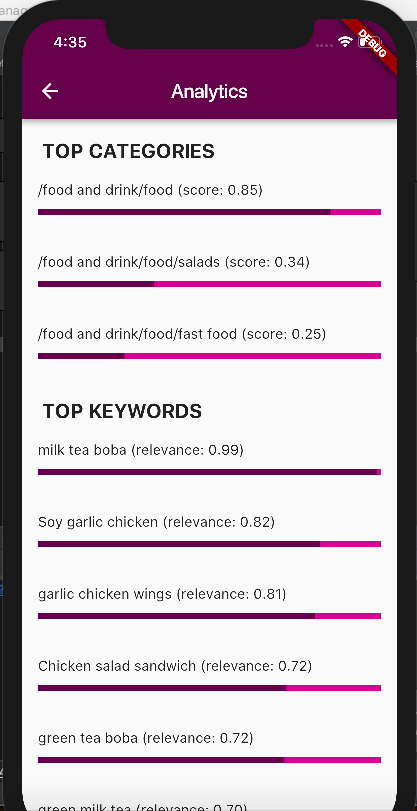 anag
4:35
DEBUG
Analytics
TOP CATEGORIES
/food and drink/food (score: 0.85)
/food and drink/food/salads (score: 0.34)
/food and drink/food/fast food (score: 0.25)
TOP KEYWORDS
milk tea boba (relevance: 0.99)
Soy garlic chicken (relevance: 0.82)
garlic chicken wings (relevance: 0.81)
Chicken salad sandwich (relevance: 0.72)
green tea boba (relevance: 0.72)
green milk tea (relevance: 0.70)